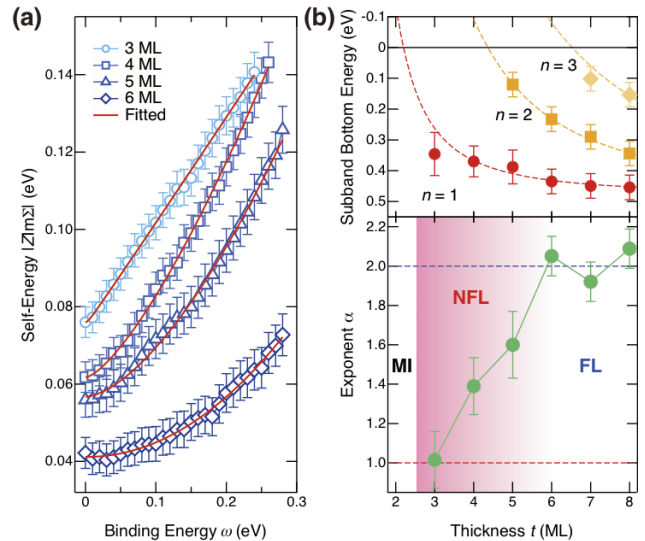 (a)
3 ML
4 ML
5 ML
6 ML
Fitted
0.14
0.12
0.10
0.08
0.06
0.04
Self-Energy |ZImΣ| (eV)
0
0.1
0.2
0.3
Binding Energy ω (eV)
(b)
-0.1
0
0.1
0.2
0.3
0.4
0.5
Subband Bottom Energy (eV)
n = 3
n = 2
n = 1
2.2
2.0
1.8
1.6
1.4
1.2
1.0
Exponent α
NFL
MI
FL
2
3
4
5
6
7
8
Thickness t (ML)